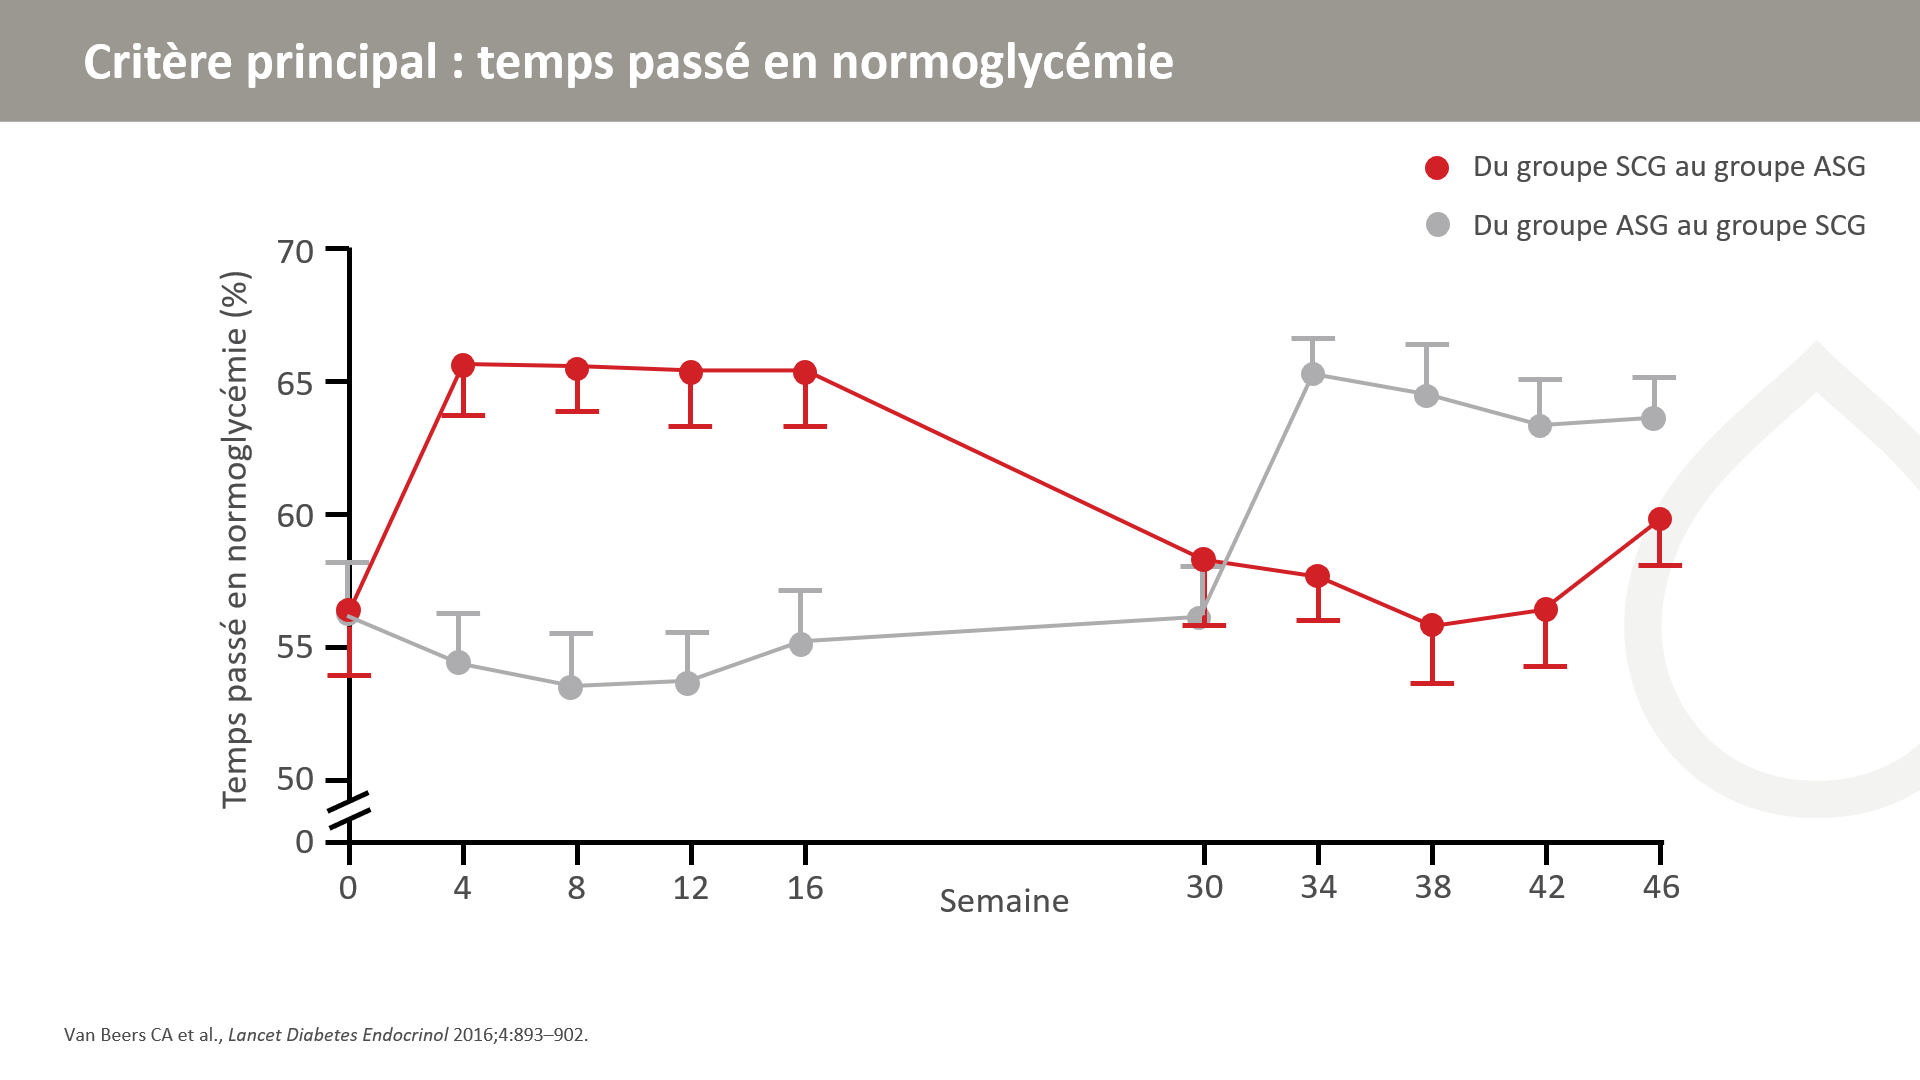 Critère principal : temps passé en normoglycémie
Du groupe SCG au groupe ASG
Du groupe ASG au groupe SCG
Temps passé en normoglycémie (%)
70
65
60
55
50
0
0 4 8 12 16 30 34 38 42 46
Semaine
Van Beers CA et al., Lancet Diabetes Endocrinol 2016;4:893–902.